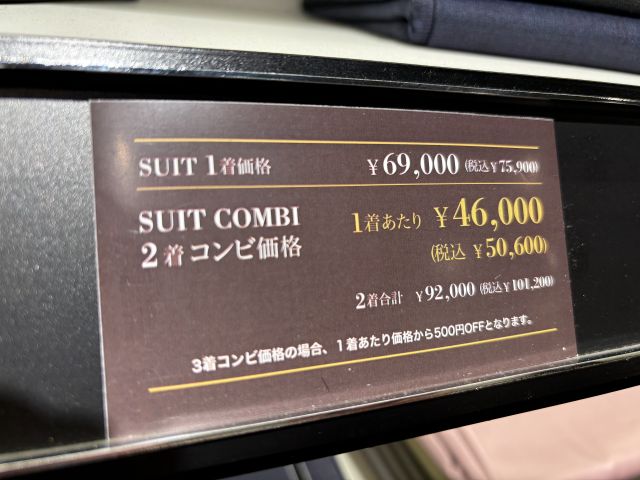 SUIT 1着価格 ¥69,000 (税込 ¥75,900)
SUIT COMBI 1着あたり ¥46,000
2着コンビ価格 (税込 ¥50,600)
2着合計 ¥92,000 (税込 ¥101,200)
3着コンビ価格の場合、1着あたり価格から500円OFFとなります。